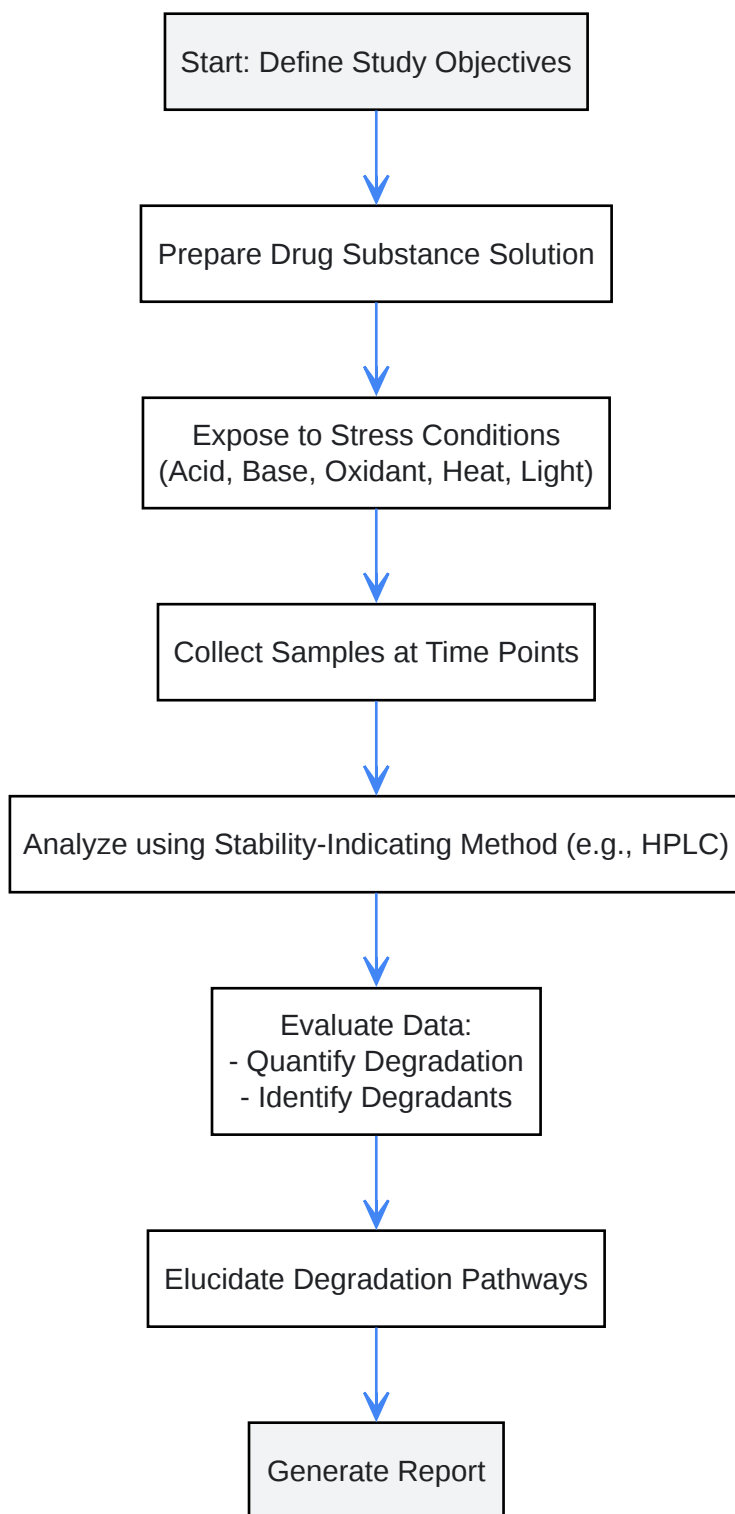 Start: Define Study Objectives
Prepare Drug Substance Solution
Expose to Stress Conditions
(Acid, Base, Oxidant, Heat, Light)
Collect Samples at Time Points
Analyze using Stability-Indicating Method (e.g., HPLC)
Evaluate Data:
- Quantify Degradation
- Identify Degradants
Elucidate Degradation Pathways
Generate Report